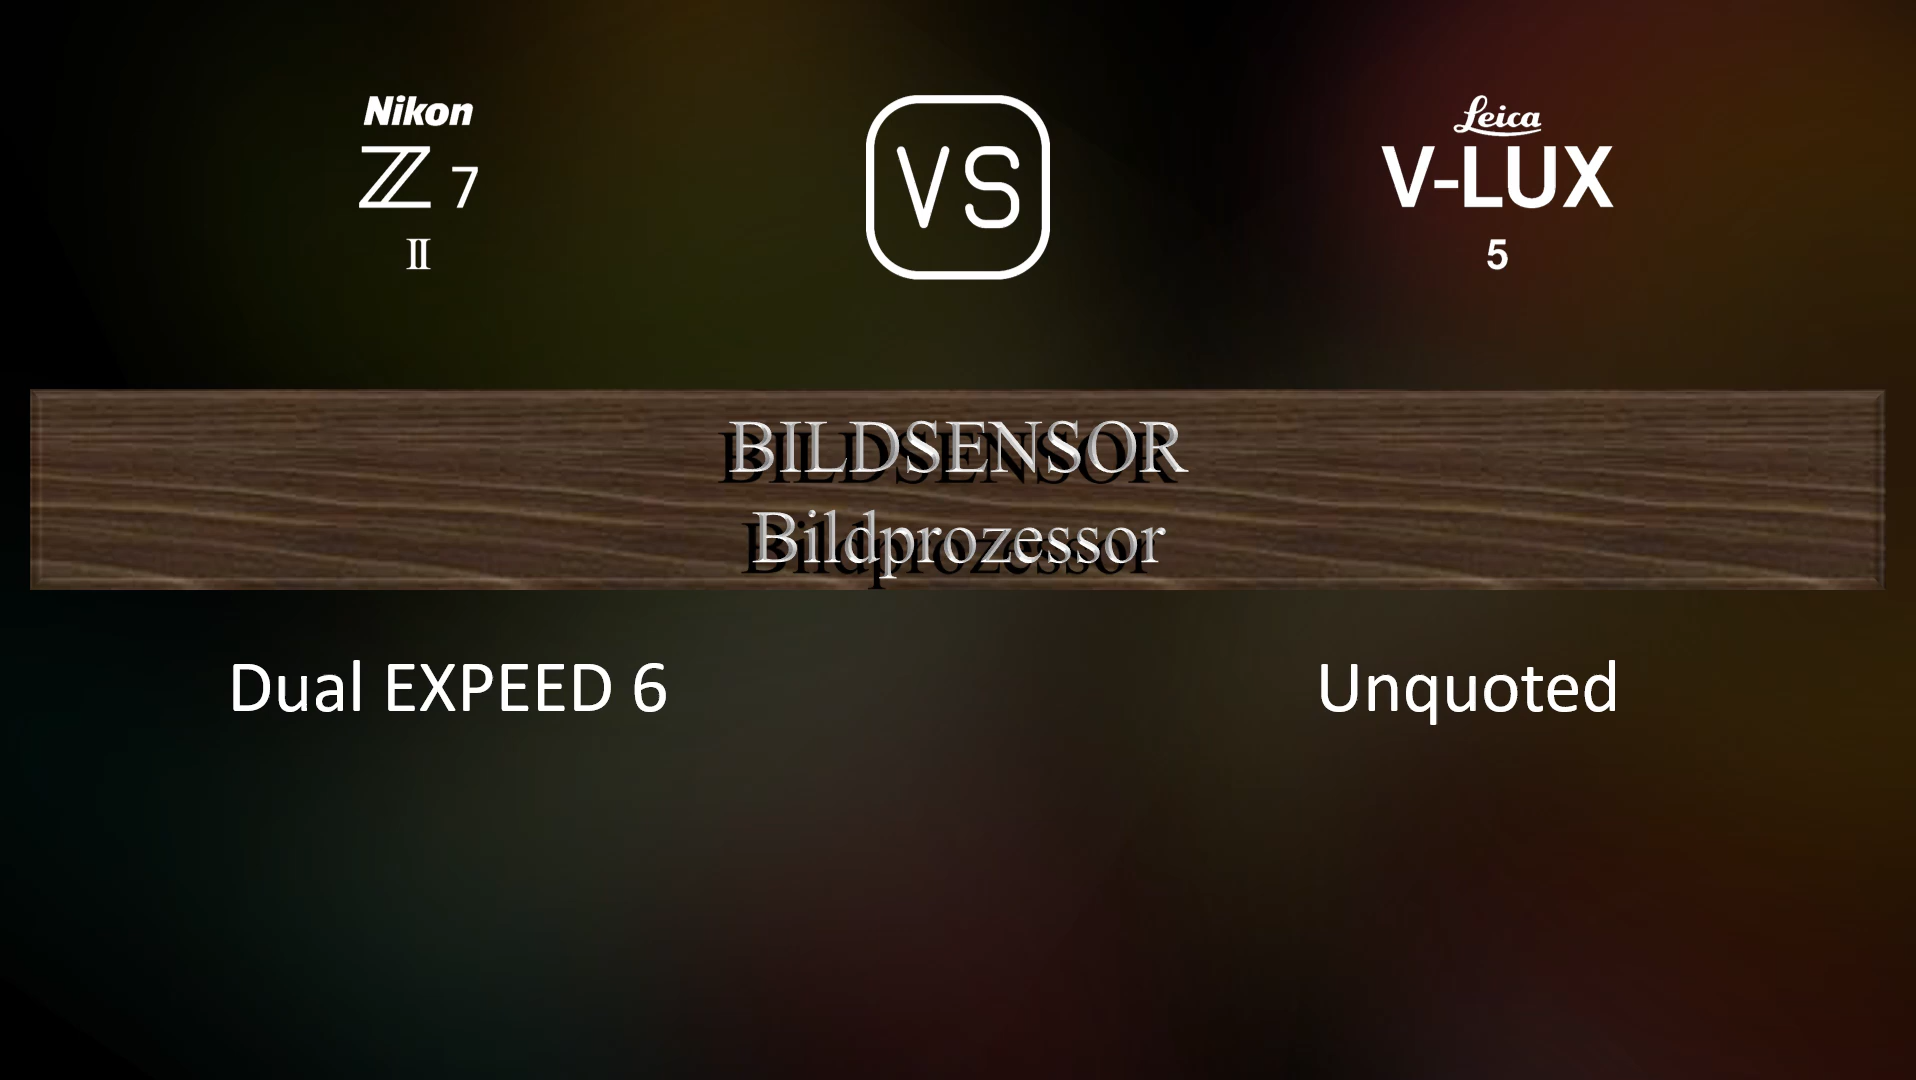 Nikon
Z 7
II
VS
Leica
V-LUX
5
BILDSENSOR
Bildprozessor
Dual EXPEED 6
Unquoted